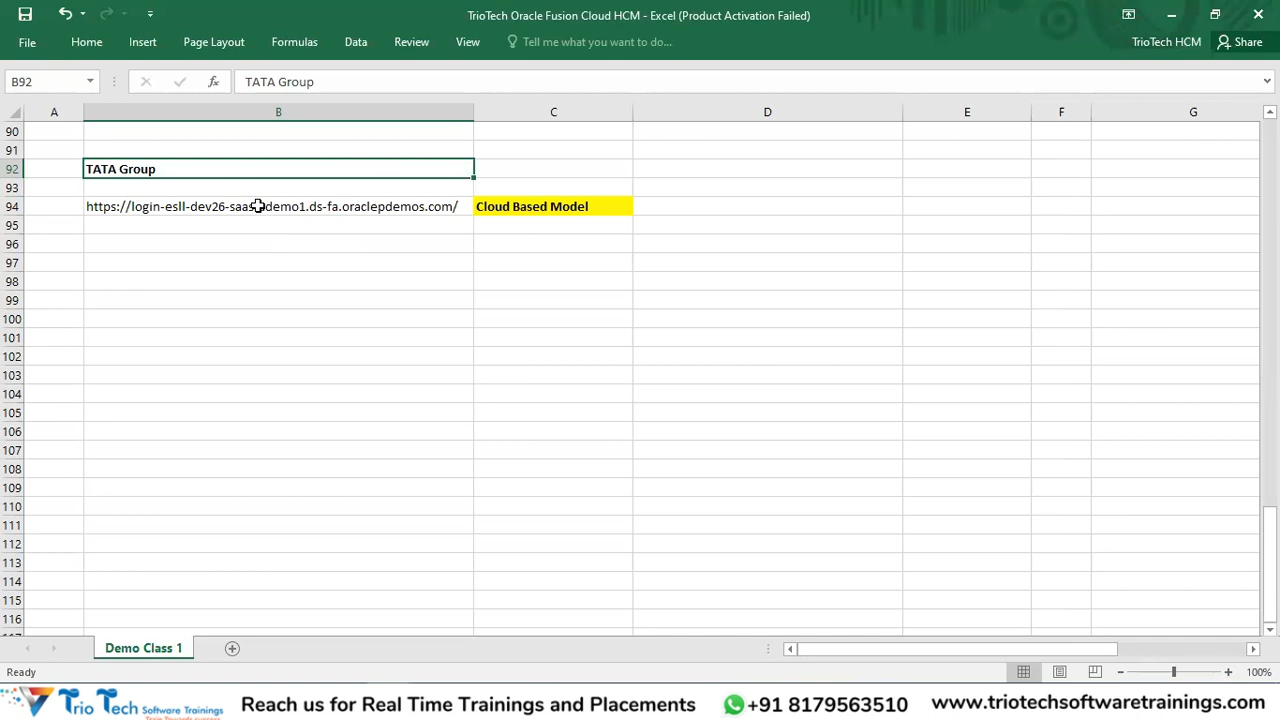 TrioTech Oracle Fusion Cloud HCM - Excel (Product Activation Failed)
File Home Insert Page Layout Formulas Data Review View Tell me what you want to do... TrioTech HCM Share
B92 fx TATA Group
A B C D E F G
90
91
92 TATA Group
93
94 https://login-esll-dev26-saas demo1.ds-fa.oraclepdemos.com/ Cloud Based Model
95
96
97
98
99
100
101
102
103
104
105
106
107
108
109
110
111
112
113
114
115
116
Demo Class 1
Ready 100%
Trio Tech Software Trainings
Train Towards success
Reach us for Real Time Trainings and Placements +91 8179563510 www.triotechsoftwaretrainings.com